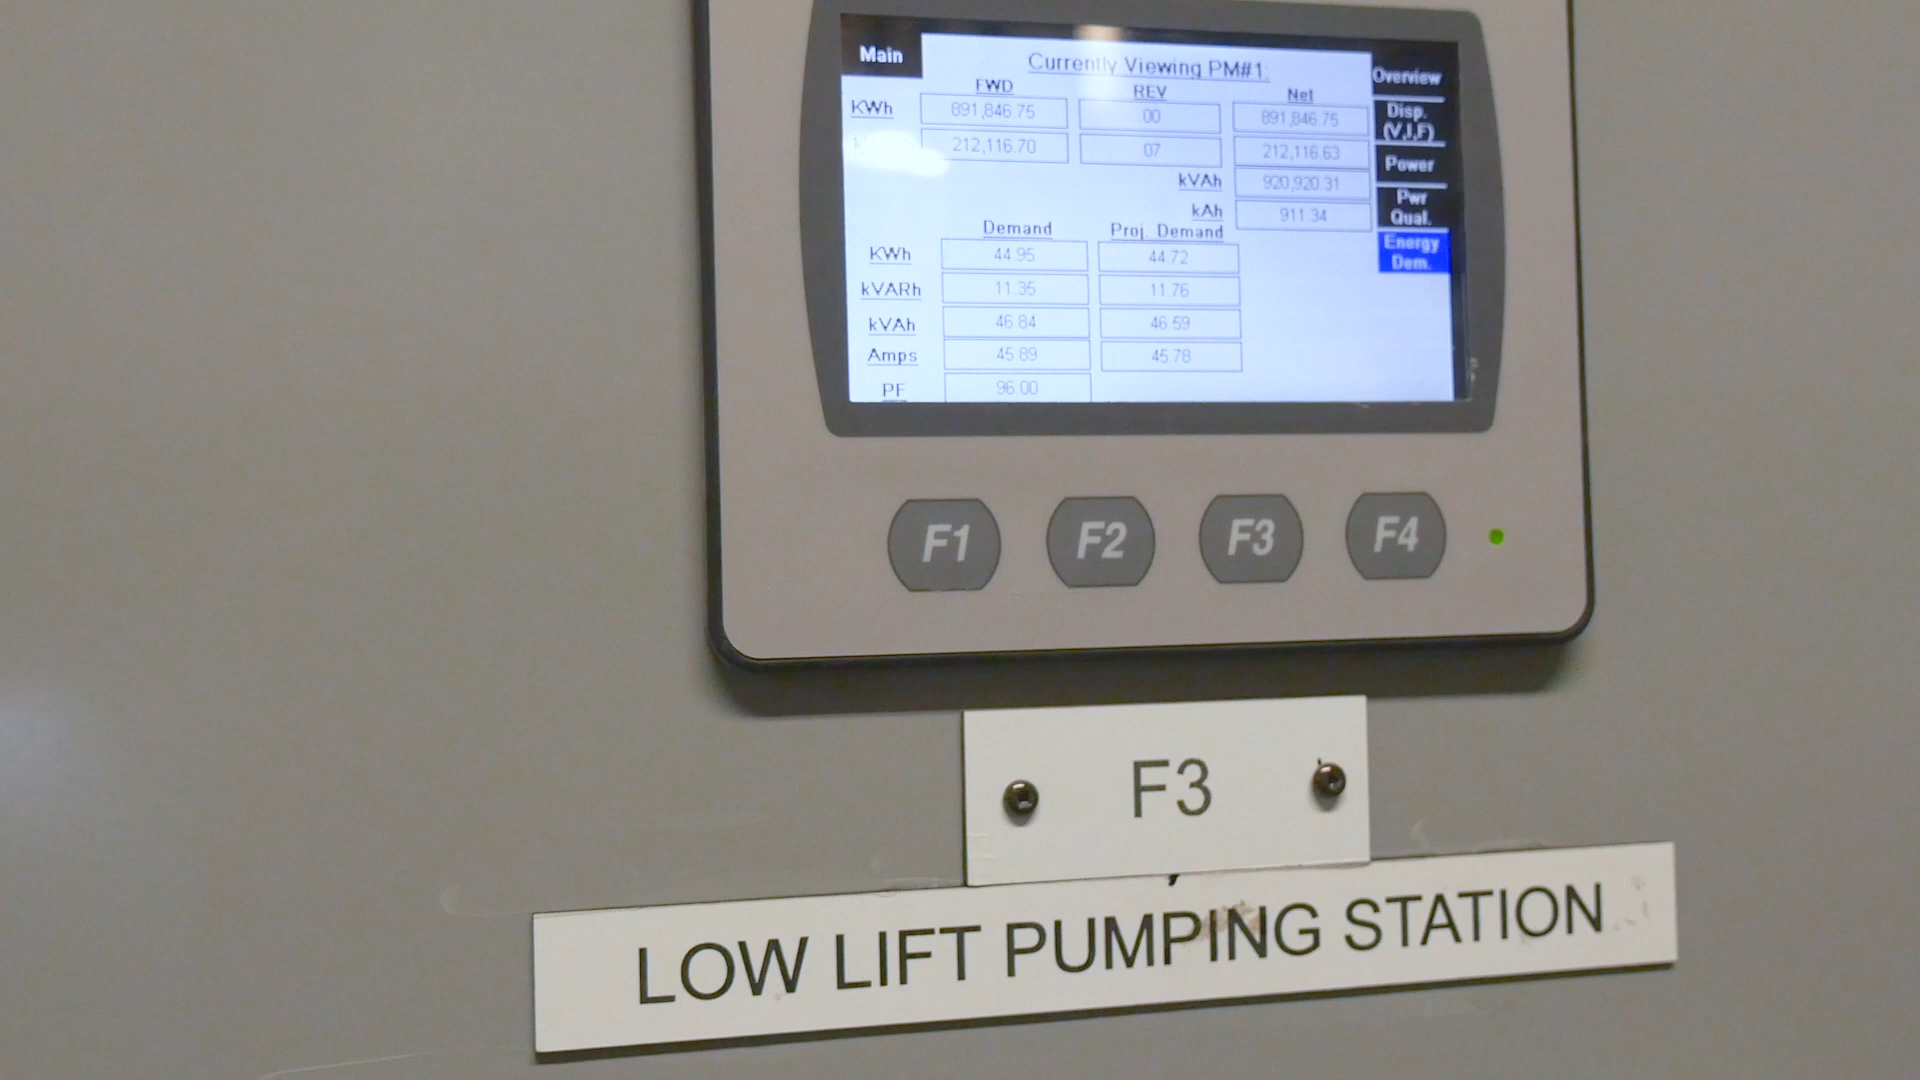 Main
Currently Viewing PM#1:
Overview
FWD REV Net
KWh 891,846.75 .00 891,846.75
Disp. (V,I,F)
212,116.70 .07 212,116.63
Power
kVAh 920,920.31
Pwr Qual.
kAh 911.34
Demand Proj. Demand
Energy Dem.
KWh 44.95 44.72
kVARh 11.35 11.76
kVAh 46.84 46.59
Amps 45.89 45.78
PF 96.00
F1 F2 F3 F4
F3
LOW LIFT PUMPING STATION